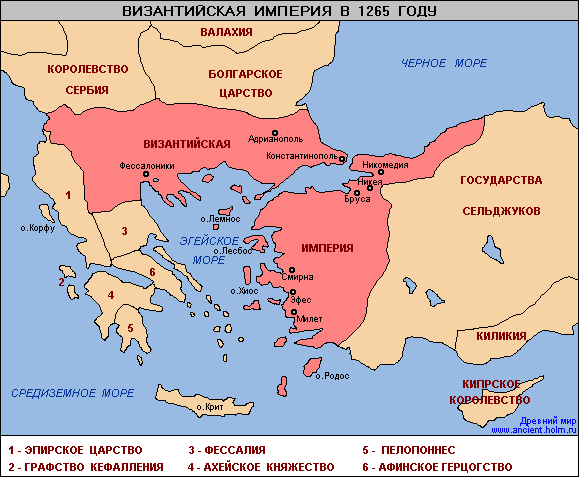 ВИЗАНТИЙСКАЯ ИМПЕРИЯ В 1265 ГОДУ
ВАЛАХИЯ
КОРОЛЕВСТВО
СЕРБИЯ
БОЛГАРСКОЕ
ЦАРСТВО
ЧЕРНОЕ МОРЕ
ВИЗАНТИЙСКАЯ
Адрианополь
Константинополь
Никомедия
Фессалоники
Никея
Бруса
ГОСУДАРСТВА
СЕЛЬДЖУКОВ
1
о.Корфу
о.Лемнос
3
ЭГЕЙСКОЕ
МОРЕ
о.Лесбос
ИМПЕРИЯ
6
Смирна
2
4
о.Хиос
Эфес
5
Милет
КИЛИКИЯ
о.Родос
СРЕДИЗЕМНОЕ МОРЕ
о.Крит
КИПРСКОЕ
КОРОЛЕВСТВО
Древний мир
www.ancient.holm.ru
1 - ЭПИРСКОЕ ЦАРСТВО 3 - ФЕССАЛИЯ 5 - ПЕЛОПОННЕС
2 - ГРАФСТВО КЕФАЛЛЕНИЯ 4 - АХЕЙСКОЕ КНЯЖЕСТВО 6 - АФИНСКОЕ ГЕРЦОГСТВО